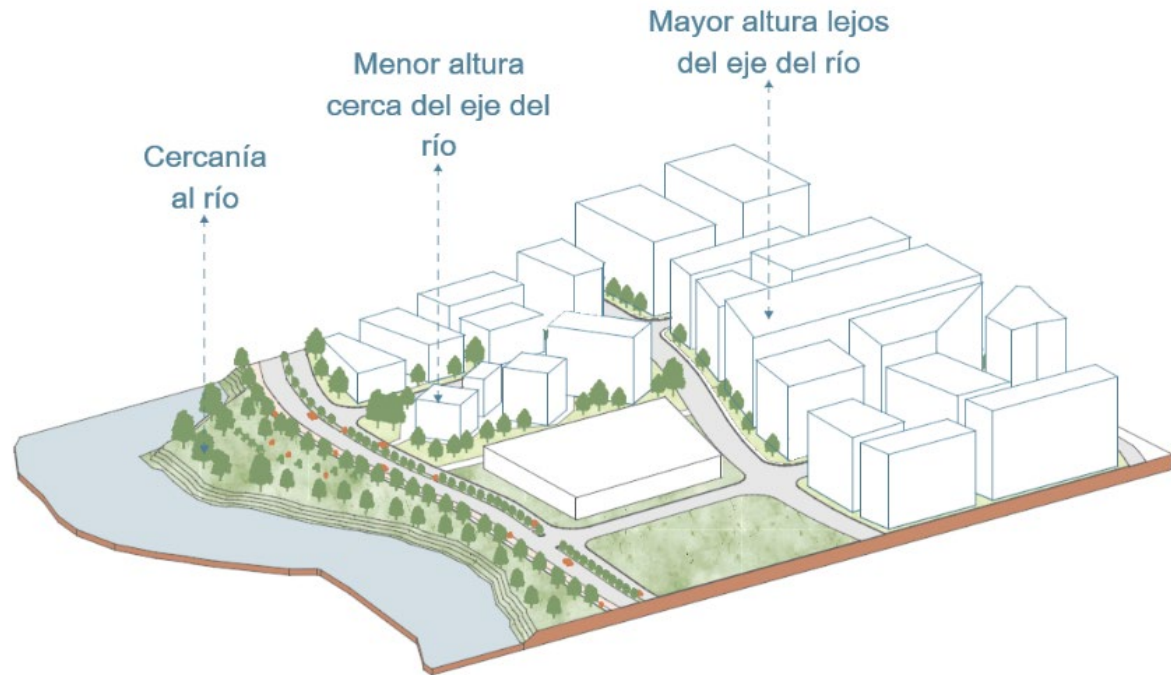 Cercanía
al río
Menor altura
cerca del eje del
río
Mayor altura lejos
del eje del río